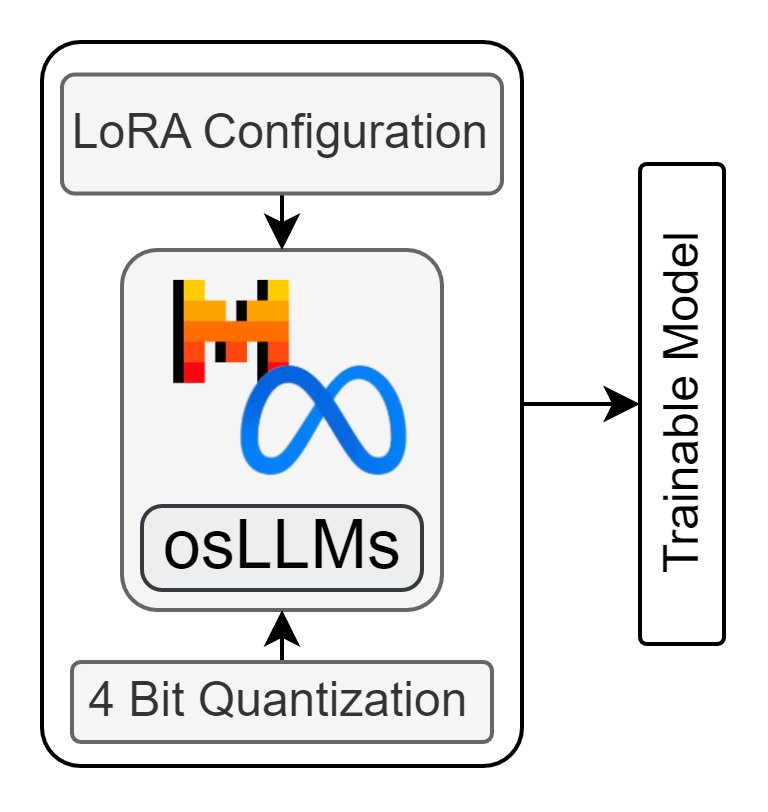 LoRA Configuration
osLLMs
4 Bit Quantization
Trainable Model